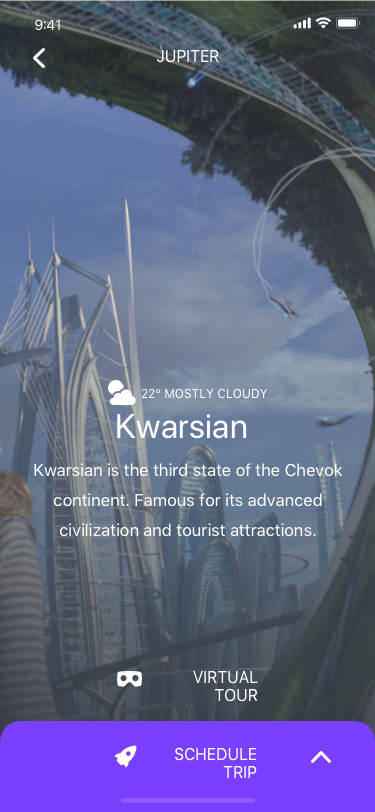 9:41
JUPITER
22° MOSTLY CLOUDY
Kwarsian
Kwarsian is the third state of the Chevok
continent. Famous for its advanced
civilization and tourist attractions.
VIRTUAL
TOUR
SCHEDULE
TRIP